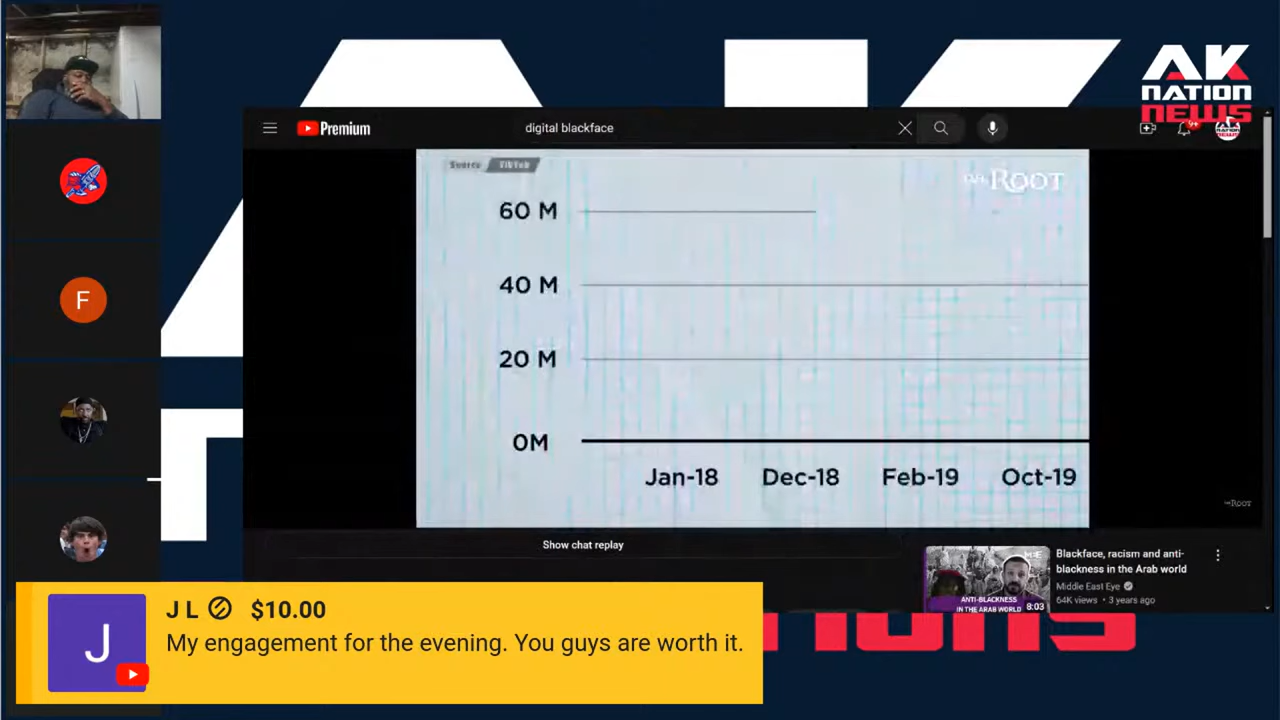 AK
NATION
NEWS
Premium
digital blackface
9+
Source TikTok
THE ROOT
60 M
40 M
20 M
0M
Jan-18 Dec-18 Feb-19 Oct-19
THE ROOT
Show chat replay
Blackface, racism and anti-
blackness in the Arab world
Middle East Eye
64K views • 3 years ago
ANTI-BLACKNESS
IN THE ARAB WORLD
8:03
F
J
J L $10.00
My engagement for the evening. You guys are worth it.